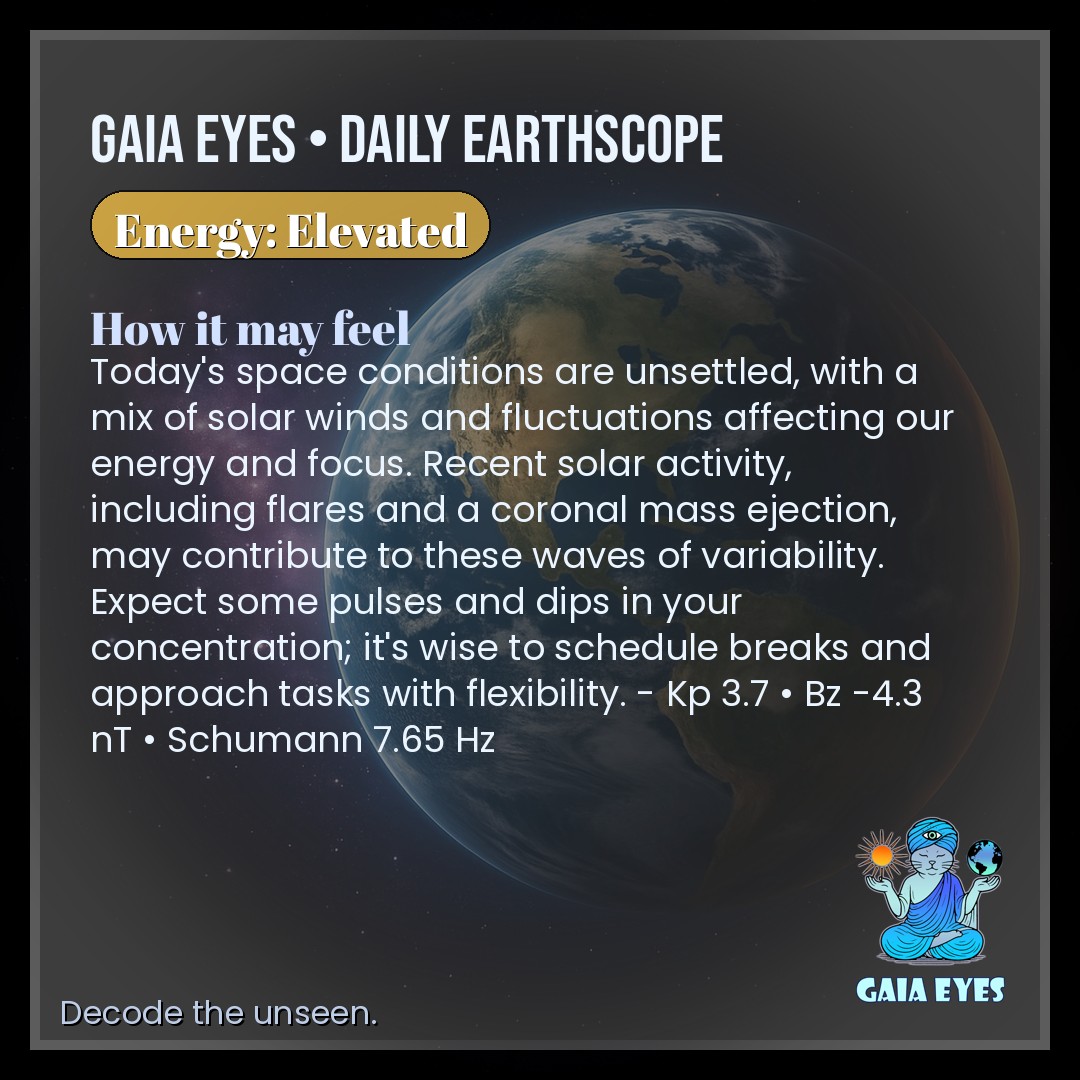 GAIA EYES • DAILY EARTHSCOPE
Energy: Elevated
How it may feel
Today's space conditions are unsettled, with a
mix of solar winds and fluctuations affecting our
energy and focus. Recent solar activity,
including flares and a coronal mass ejection,
may contribute to these waves of variability.
Expect some pulses and dips in your
concentration; it's wise to schedule breaks and
approach tasks with flexibility. - Kp 3.7 • Bz -4.3
nT • Schumann 7.65 Hz
GAIA EYES
Decode the unseen.